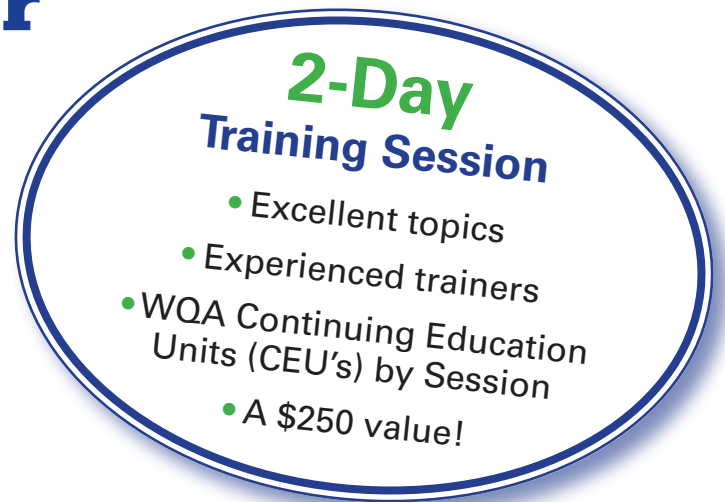 r
2-Day
Training Session
• Excellent topics
• Experienced trainers
• WQA Continuing Education
Units (CEU's) by Session
• A $250 value!